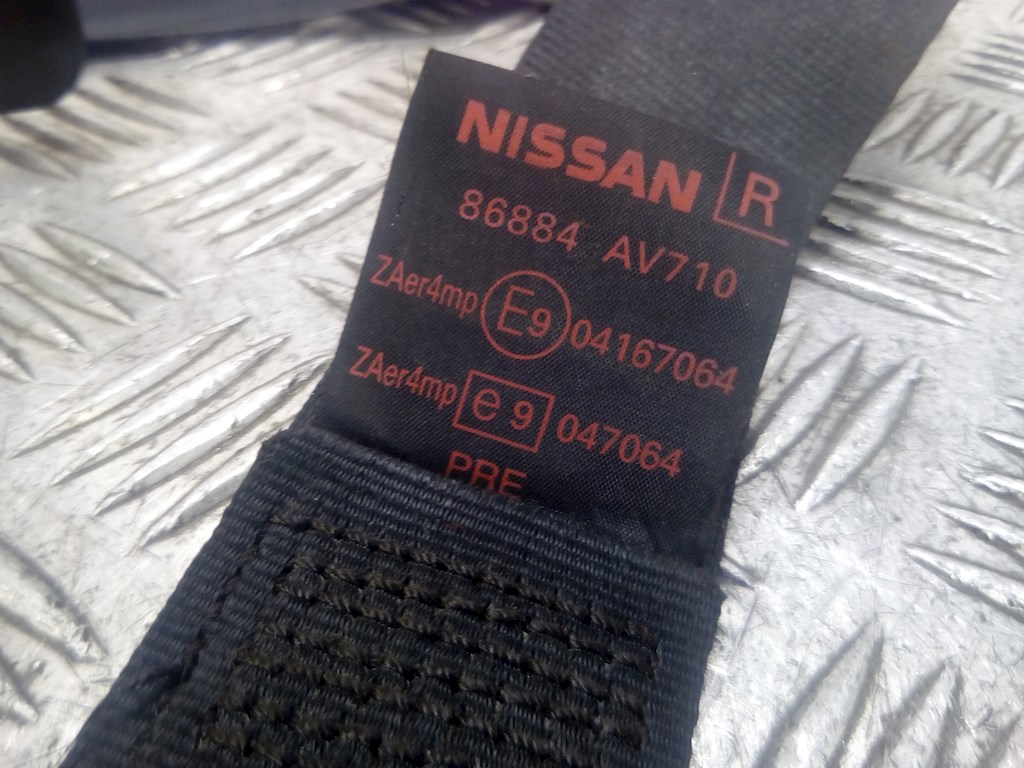 NISSAN R
86884 AV710
ZAer4mp E9 04167064
ZAer4mp e9 047064
PRE